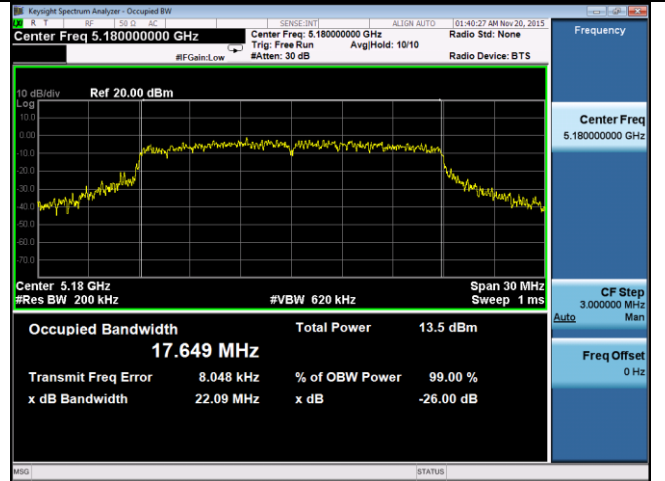 Keysight Spectrum Analyzer - Occupied BW
LXI R T RF 50 Ω AC SENSE:INT ALIGN AUTO 01:40:27 AM Nov 20, 2015
Center Freq 5.180000000 GHz
Center Freq: 5.180000000 GHz
Radio Std: None
Trig: Free Run Avg|Hold: 10/10
#IFGain:Low #Atten: 30 dB Radio Device: BTS
10 dB/div Ref 20.00 dBm
Log
10.0
0.00
-10.0
-20.0
-30.0
-40.0
-50.0
-60.0
-70.0
Center 5.18 GHz Span 30 MHz
#Res BW 200 kHz #VBW 620 kHz Sweep 1 ms
Occupied Bandwidth Total Power 13.5 dBm
17.649 MHz
Transmit Freq Error 8.048 kHz % of OBW Power 99.00 %
x dB Bandwidth 22.09 MHz x dB -26.00 dB
MSG STATUS
Frequency
Center Freq
5.180000000 GHz
CF Step
3.000000 MHz
Auto Man
Freq Offset
0 Hz